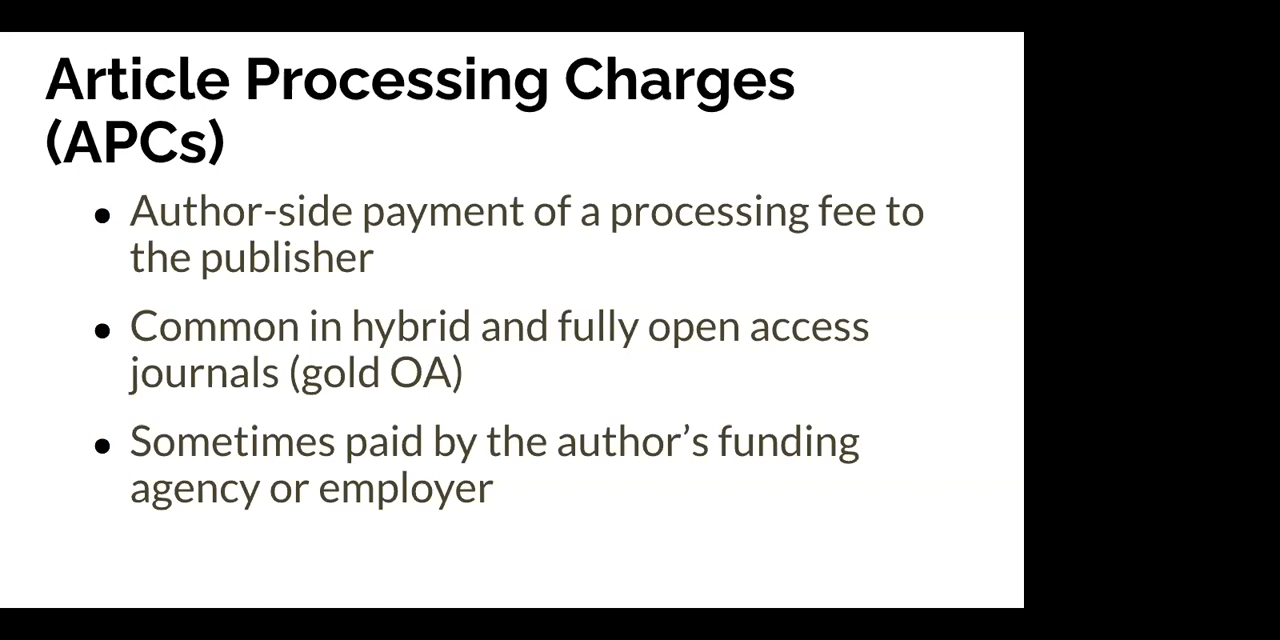 Article Processing Charges
(APCs)
● Author-side payment of a processing fee to
the publisher
● Common in hybrid and fully open access
journals (gold OA)
● Sometimes paid by the author’s funding
agency or employer